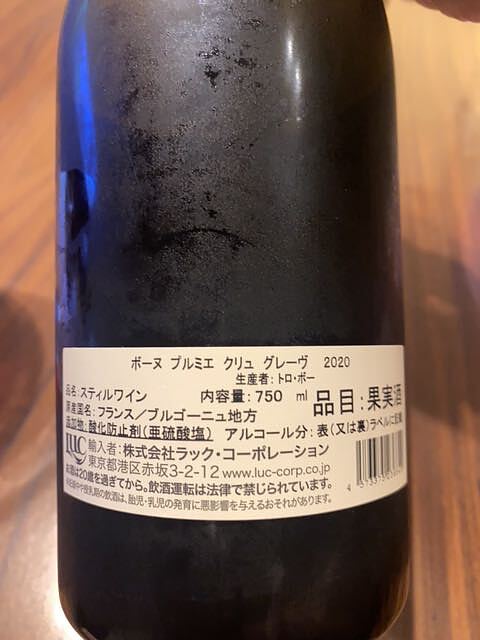 ボーヌ プルミエ クリュ グレーヴ 2020
生産者:トロ・ボー
品名:スティルワイン 内容量:750 ml 品目:果実酒
原産国名:フランス/ブルゴーニュ地方
添加物:酸化防止剤(亜硫酸塩) アルコール分:表(又は裏)ラベルに記載
LUC 輸入者:株式会社ラック・コーポレーション
東京都港区赤坂3-2-12 www.luc-corp.co.jp
お酒は20歳を過ぎてから。飲酒運転は法律で禁じられています。
妊娠中や授乳期の飲酒は、胎児・乳児の発育に悪影響を与えるおそれがあります。